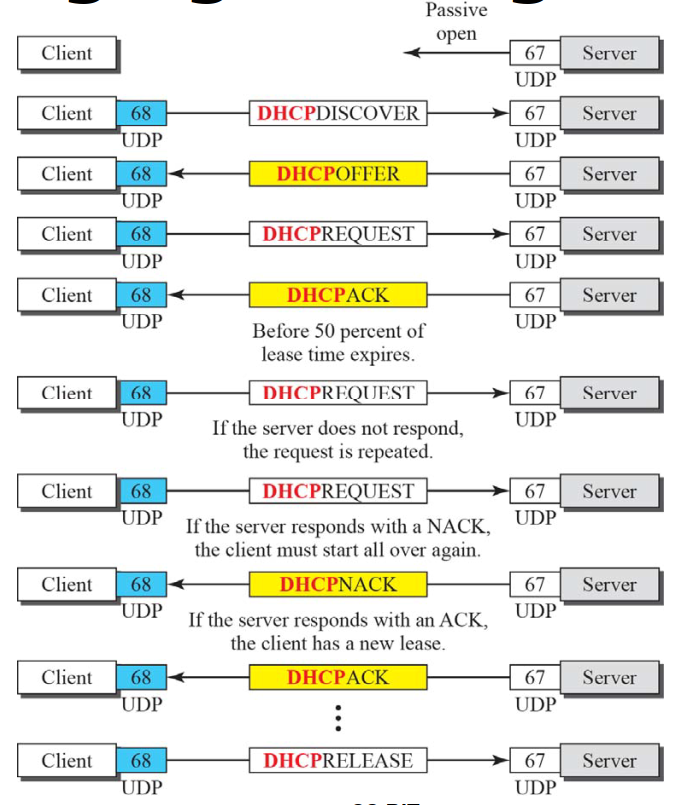 Passive
open
Client 67 Server
UDP
Client 68 DHCPDISCOVER 67 Server
UDP UDP
Client 68 DHCPOFFER 67 Server
UDP UDP
Client 68 DHCPREQUEST 67 Server
UDP UDP
Client 68 DHCPACK 67 Server
UDP UDP
Before 50 percent of
lease time expires.
Client 68 DHCPREQUEST 67 Server
UDP UDP
If the server does not respond,
the request is repeated.
Client 68 DHCPREQUEST 67 Server
UDP UDP
If the server responds with a NACK,
the client must start all over again.
Client 68 DHCPNACK 67 Server
UDP UDP
If the server responds with an ACK,
the client has a new lease.
Client 68 DHCPACK 67 Server
UDP UDP
Client 68 DHCPRELEASE 67 Server
UDP UDP